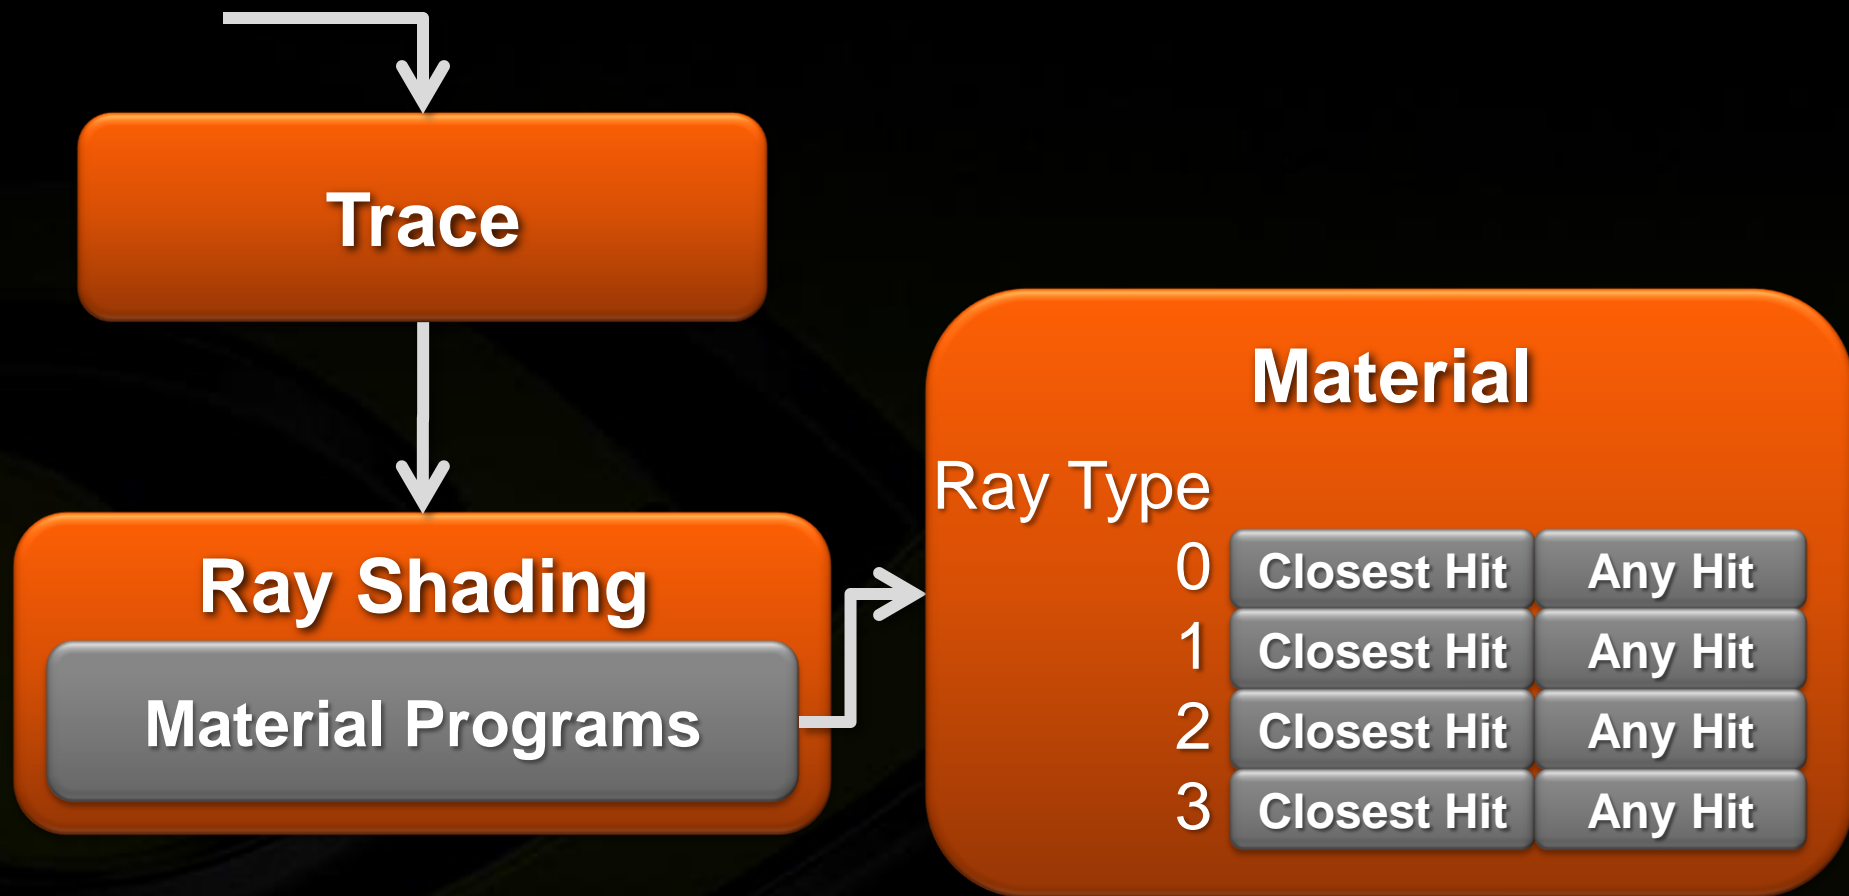 Trace
Ray Shading
Material Programs
Material
Ray Type
0 Closest Hit Any Hit
1 Closest Hit Any Hit
2 Closest Hit Any Hit
3 Closest Hit Any Hit